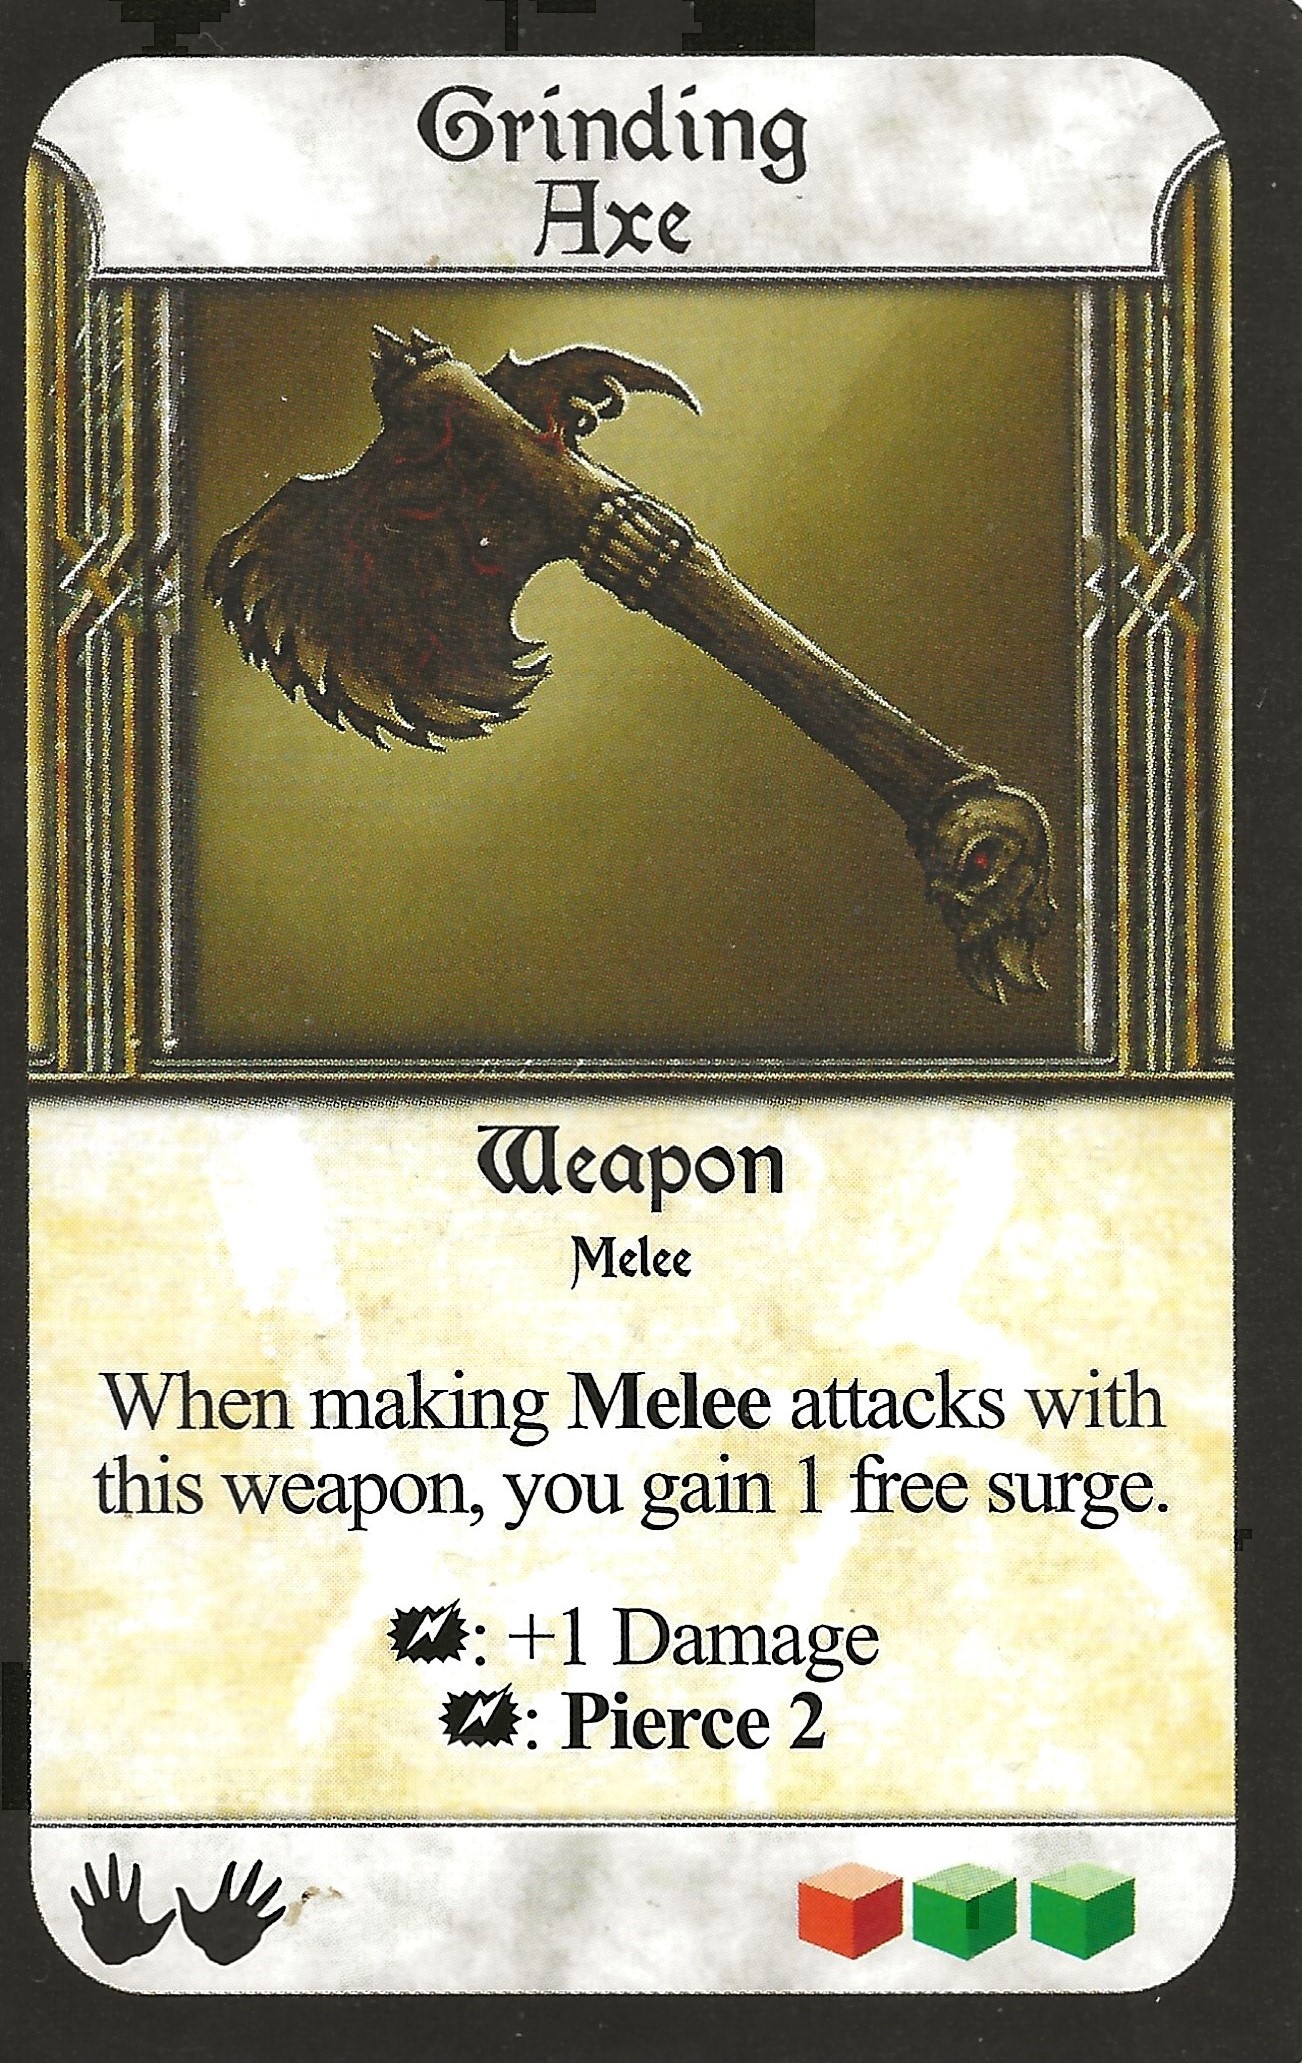 Grinding
Axe
Weapon
Melee
When making Melee attacks with
this weapon, you gain 1 free surge.
: +1 Damage
: Pierce 2